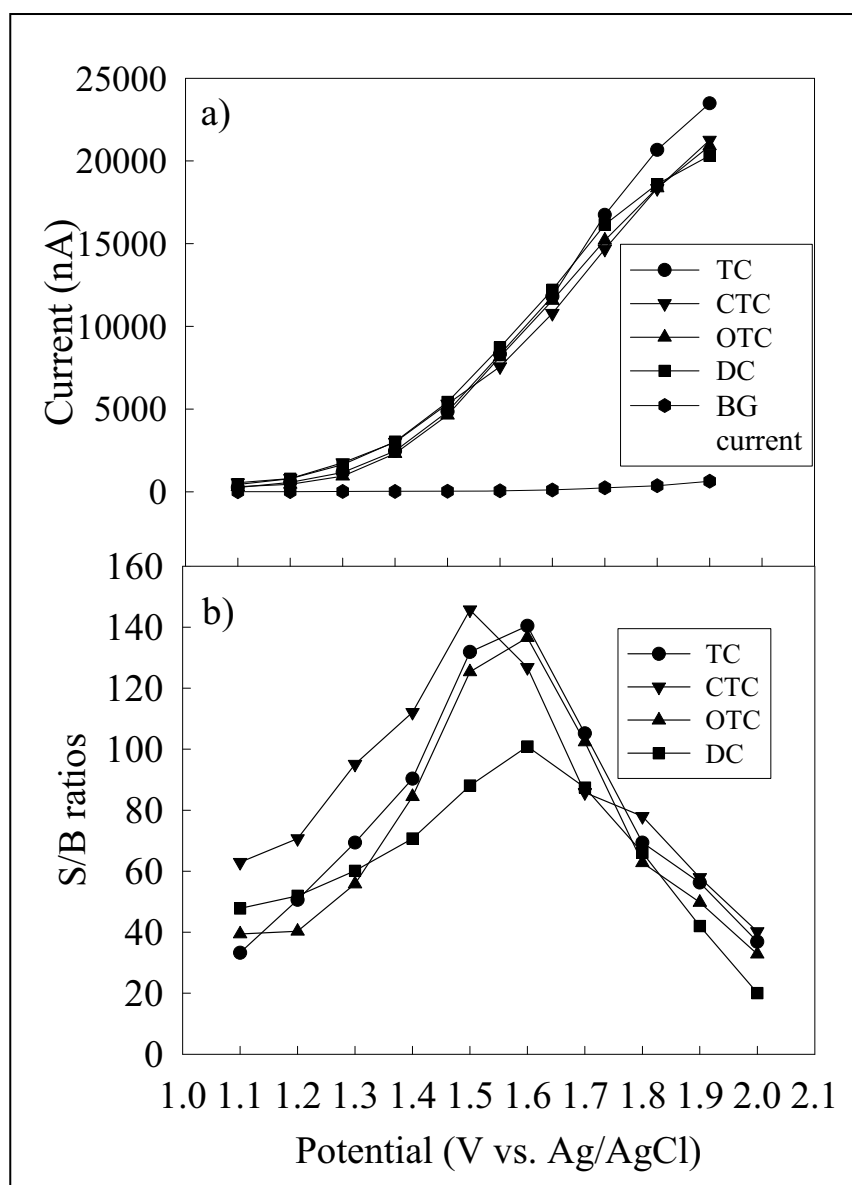 25000
a)
20000
15000
10000
5000
0
Current (nA)
TC
CTC
OTC
DC
BG
current
160
b)
140
120
100
80
60
40
20
0
S/B ratios
TC
CTC
OTC
DC
1.0 1.1 1.2 1.3 1.4 1.5 1.6 1.7 1.8 1.9 2.0 2.1
Potential (V vs. Ag/AgCl)